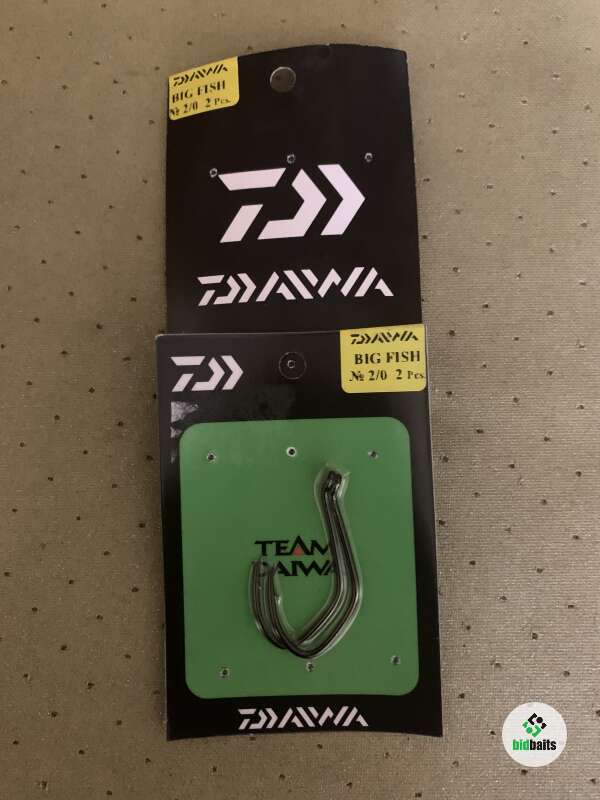 DAIWA
BIG FISH
№ 2/0 2 Pcs.
DAIWA
DAIWA
BIG FISH
№ 2/0 2 Pcs.
TEAM
DAIWA
DAIWA
bidbaits